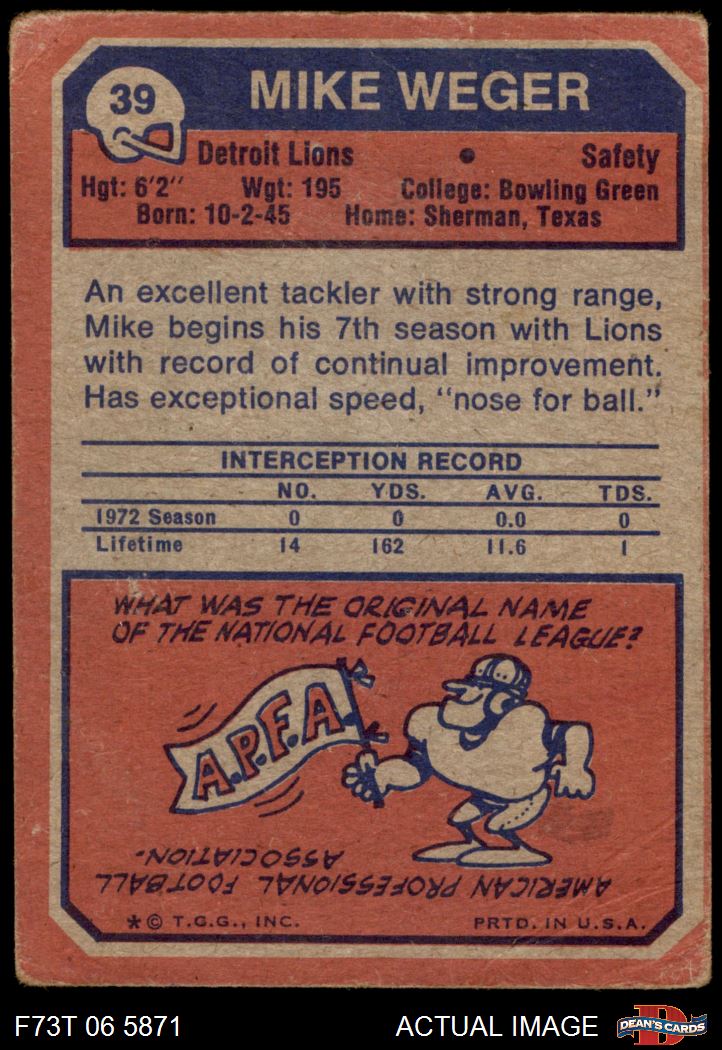 39
MIKE WEGER
Detroit Lions • Safety
Hgt: 6'2" Wgt: 195 College: Bowling Green
Born: 10-2-45 Home: Sherman, Texas
An excellent tackler with strong range,
Mike begins his 7th season with Lions
with record of continual improvement.
Has exceptional speed, "nose for ball."
INTERCEPTION RECORD
NO. YDS. AVG. TDS.
1972 Season 0 0 0.0 0
Lifetime 14 162 11.6 1
WHAT WAS THE ORIGINAL NAME
OF THE NATIONAL FOOTBALL LEAGUE?
A.P.F.A.
AMERICAN PROFESSIONAL FOOTBALL
ASSOCIATION.
* © T.C.G., INC. PRTD. IN U.S.A.
F73T 06 5871 ACTUAL IMAGE D DEAN'S CARDS